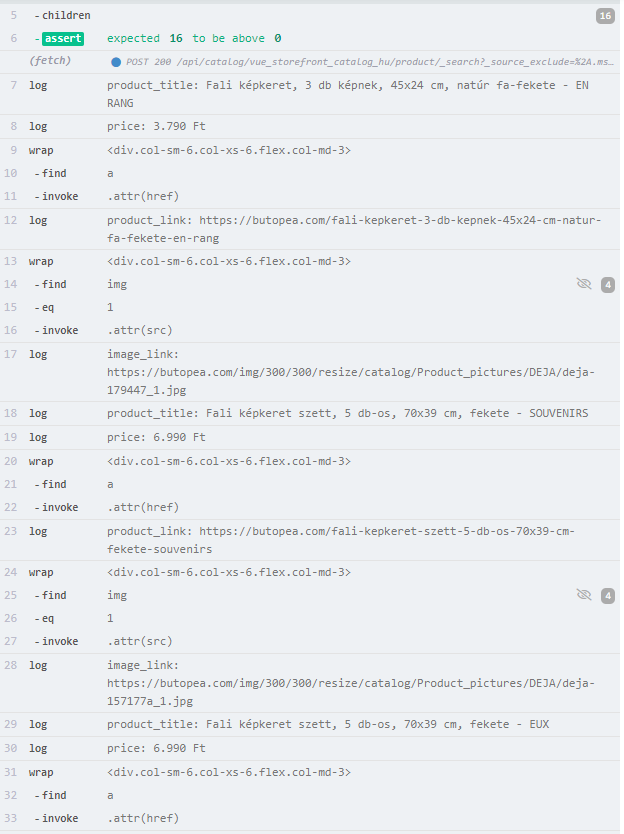 5 -children 16
6 -assert expected 16 to be above 0
(fetch) POST 200 /api/catalog/vue_storefront_catalog_hu/product/_search?_source_exclude=%2A.ms…
7 log product_title: Fali képkeret, 3 db képnek, 45x24 cm, natúr fa-fekete - EN
RANG
8 log price: 3.790 Ft
9 wrap <div.col-sm-6.col-xs-6.flex.col-md-3>
10 -find a
11 -invoke .attr(href)
12 log product_link: https://butopea.com/fali-kepkeret-3-db-kepnek-45x24-cm-natur-
fa-fekete-en-rang
13 wrap <div.col-sm-6.col-xs-6.flex.col-md-3>
14 -find img 4
15 -eq 1
16 -invoke .attr(src)
17 log image_link:
https://butopea.com/img/300/300/resize/catalog/Product_pictures/DEJA/deja-
179447_1.jpg
18 log product_title: Fali képkeret szett, 5 db-os, 70x39 cm, fekete - SOUVENIRS
19 log price: 6.990 Ft
20 wrap <div.col-sm-6.col-xs-6.flex.col-md-3>
21 -find a
22 -invoke .attr(href)
23 log product_link: https://butopea.com/fali-kepkeret-szett-5-db-os-70x39-cm-
fekete-souvenirs
24 wrap <div.col-sm-6.col-xs-6.flex.col-md-3>
25 -find img 4
26 -eq 1
27 -invoke .attr(src)
28 log image_link:
https://butopea.com/img/300/300/resize/catalog/Product_pictures/DEJA/deja-
157177a_1.jpg
29 log product_title: Fali képkeret szett, 5 db-os, 70x39 cm, fekete - EUX
30 log price: 6.990 Ft
31 wrap <div.col-sm-6.col-xs-6.flex.col-md-3>
32 -find a
33 -invoke .attr(href)